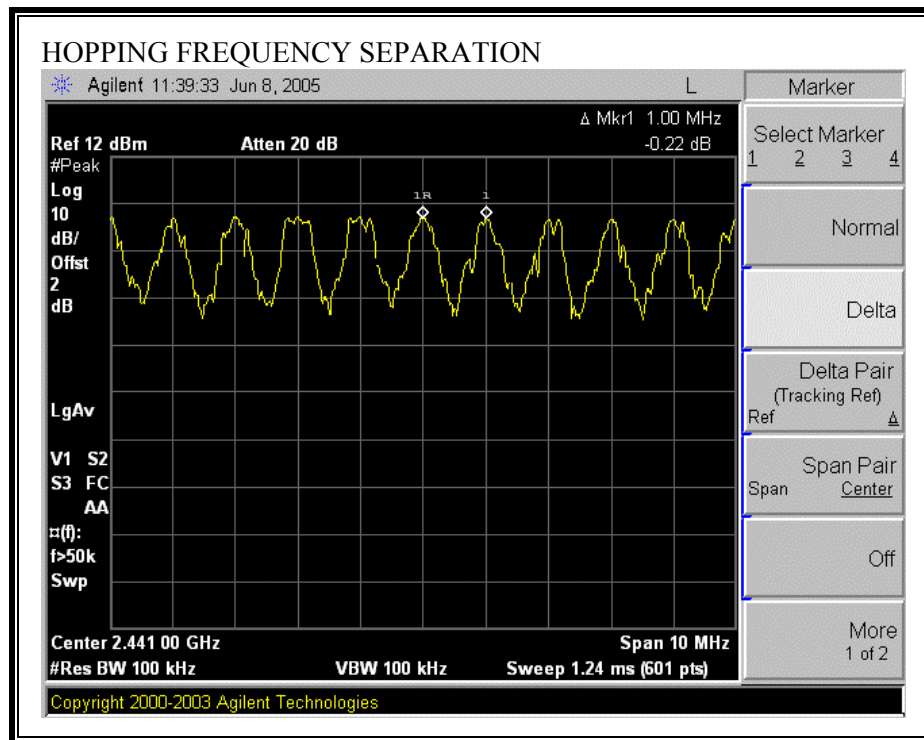 HOPPING FREQUENCY SEPARATION
Agilent 11:39:33 Jun 8, 2005 L
Δ Mkr1 1.00 MHz
Ref 12 dBm Atten 20 dB -0.22 dB
#Peak
Log
10
dB/
Offst
2
dB
1R 1
LgAv
V1 S2
S3 FC
AA
¤(f):
f>50k
Swp
Center 2.441 00 GHz Span 10 MHz
#Res BW 100 kHz VBW 100 kHz Sweep 1.24 ms (601 pts)
Copyright 2000-2003 Agilent Technologies
Marker
Select Marker
1 2 3 4
Normal
Delta
Delta Pair
(Tracking Ref)
Ref Δ
Span Pair
Span Center
Off
More
1 of 2